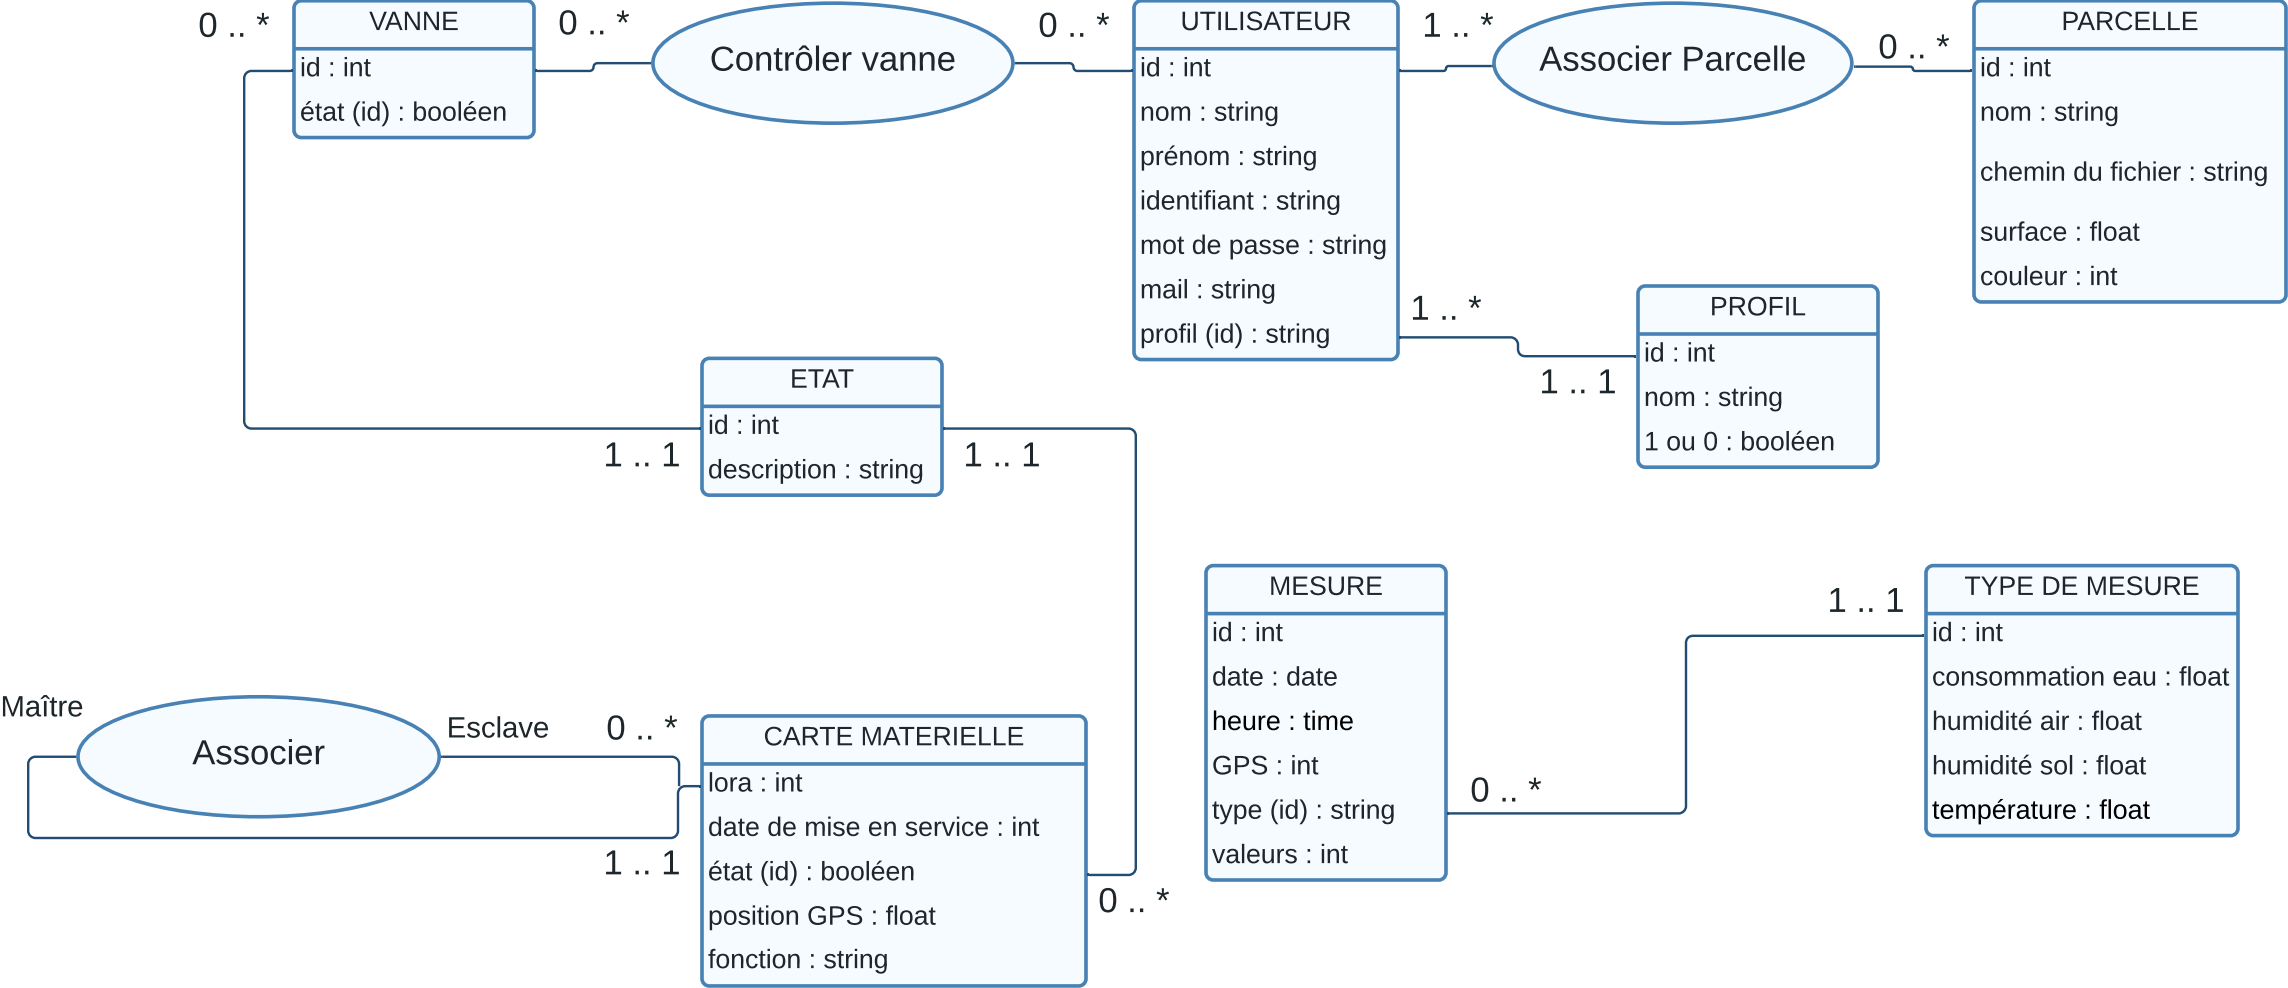 0 .. *
VANNE
id : int
état (id) : booléen
0 .. *
Contrôler vanne
0 .. *
UTILISATEUR
id : int
nom : string
prénom : string
identifiant : string
mot de passe : string
mail : string
profil (id) : string
1 .. *
Associer Parcelle
0 .. *
PARCELLE
id : int
nom : string
chemin du fichier : string
surface : float
couleur : int
1 .. *
1 .. 1
PROFIL
id : int
nom : string
1 ou 0 : booléen
ETAT
id : int
description : string
1 .. 1
1 .. 1
MESURE
id : int
date : date
heure : time
GPS : int
type (id) : string
valeurs : int
0 .. *
1 .. 1
TYPE DE MESURE
id : int
consommation eau : float
humidité air : float
humidité sol : float
température : float
Maître
Associer
Esclave
0 .. *
1 .. 1
CARTE MATERIELLE
lora : int
date de mise en service : int
état (id) : booléen
position GPS : float
fonction : string
0 .. *